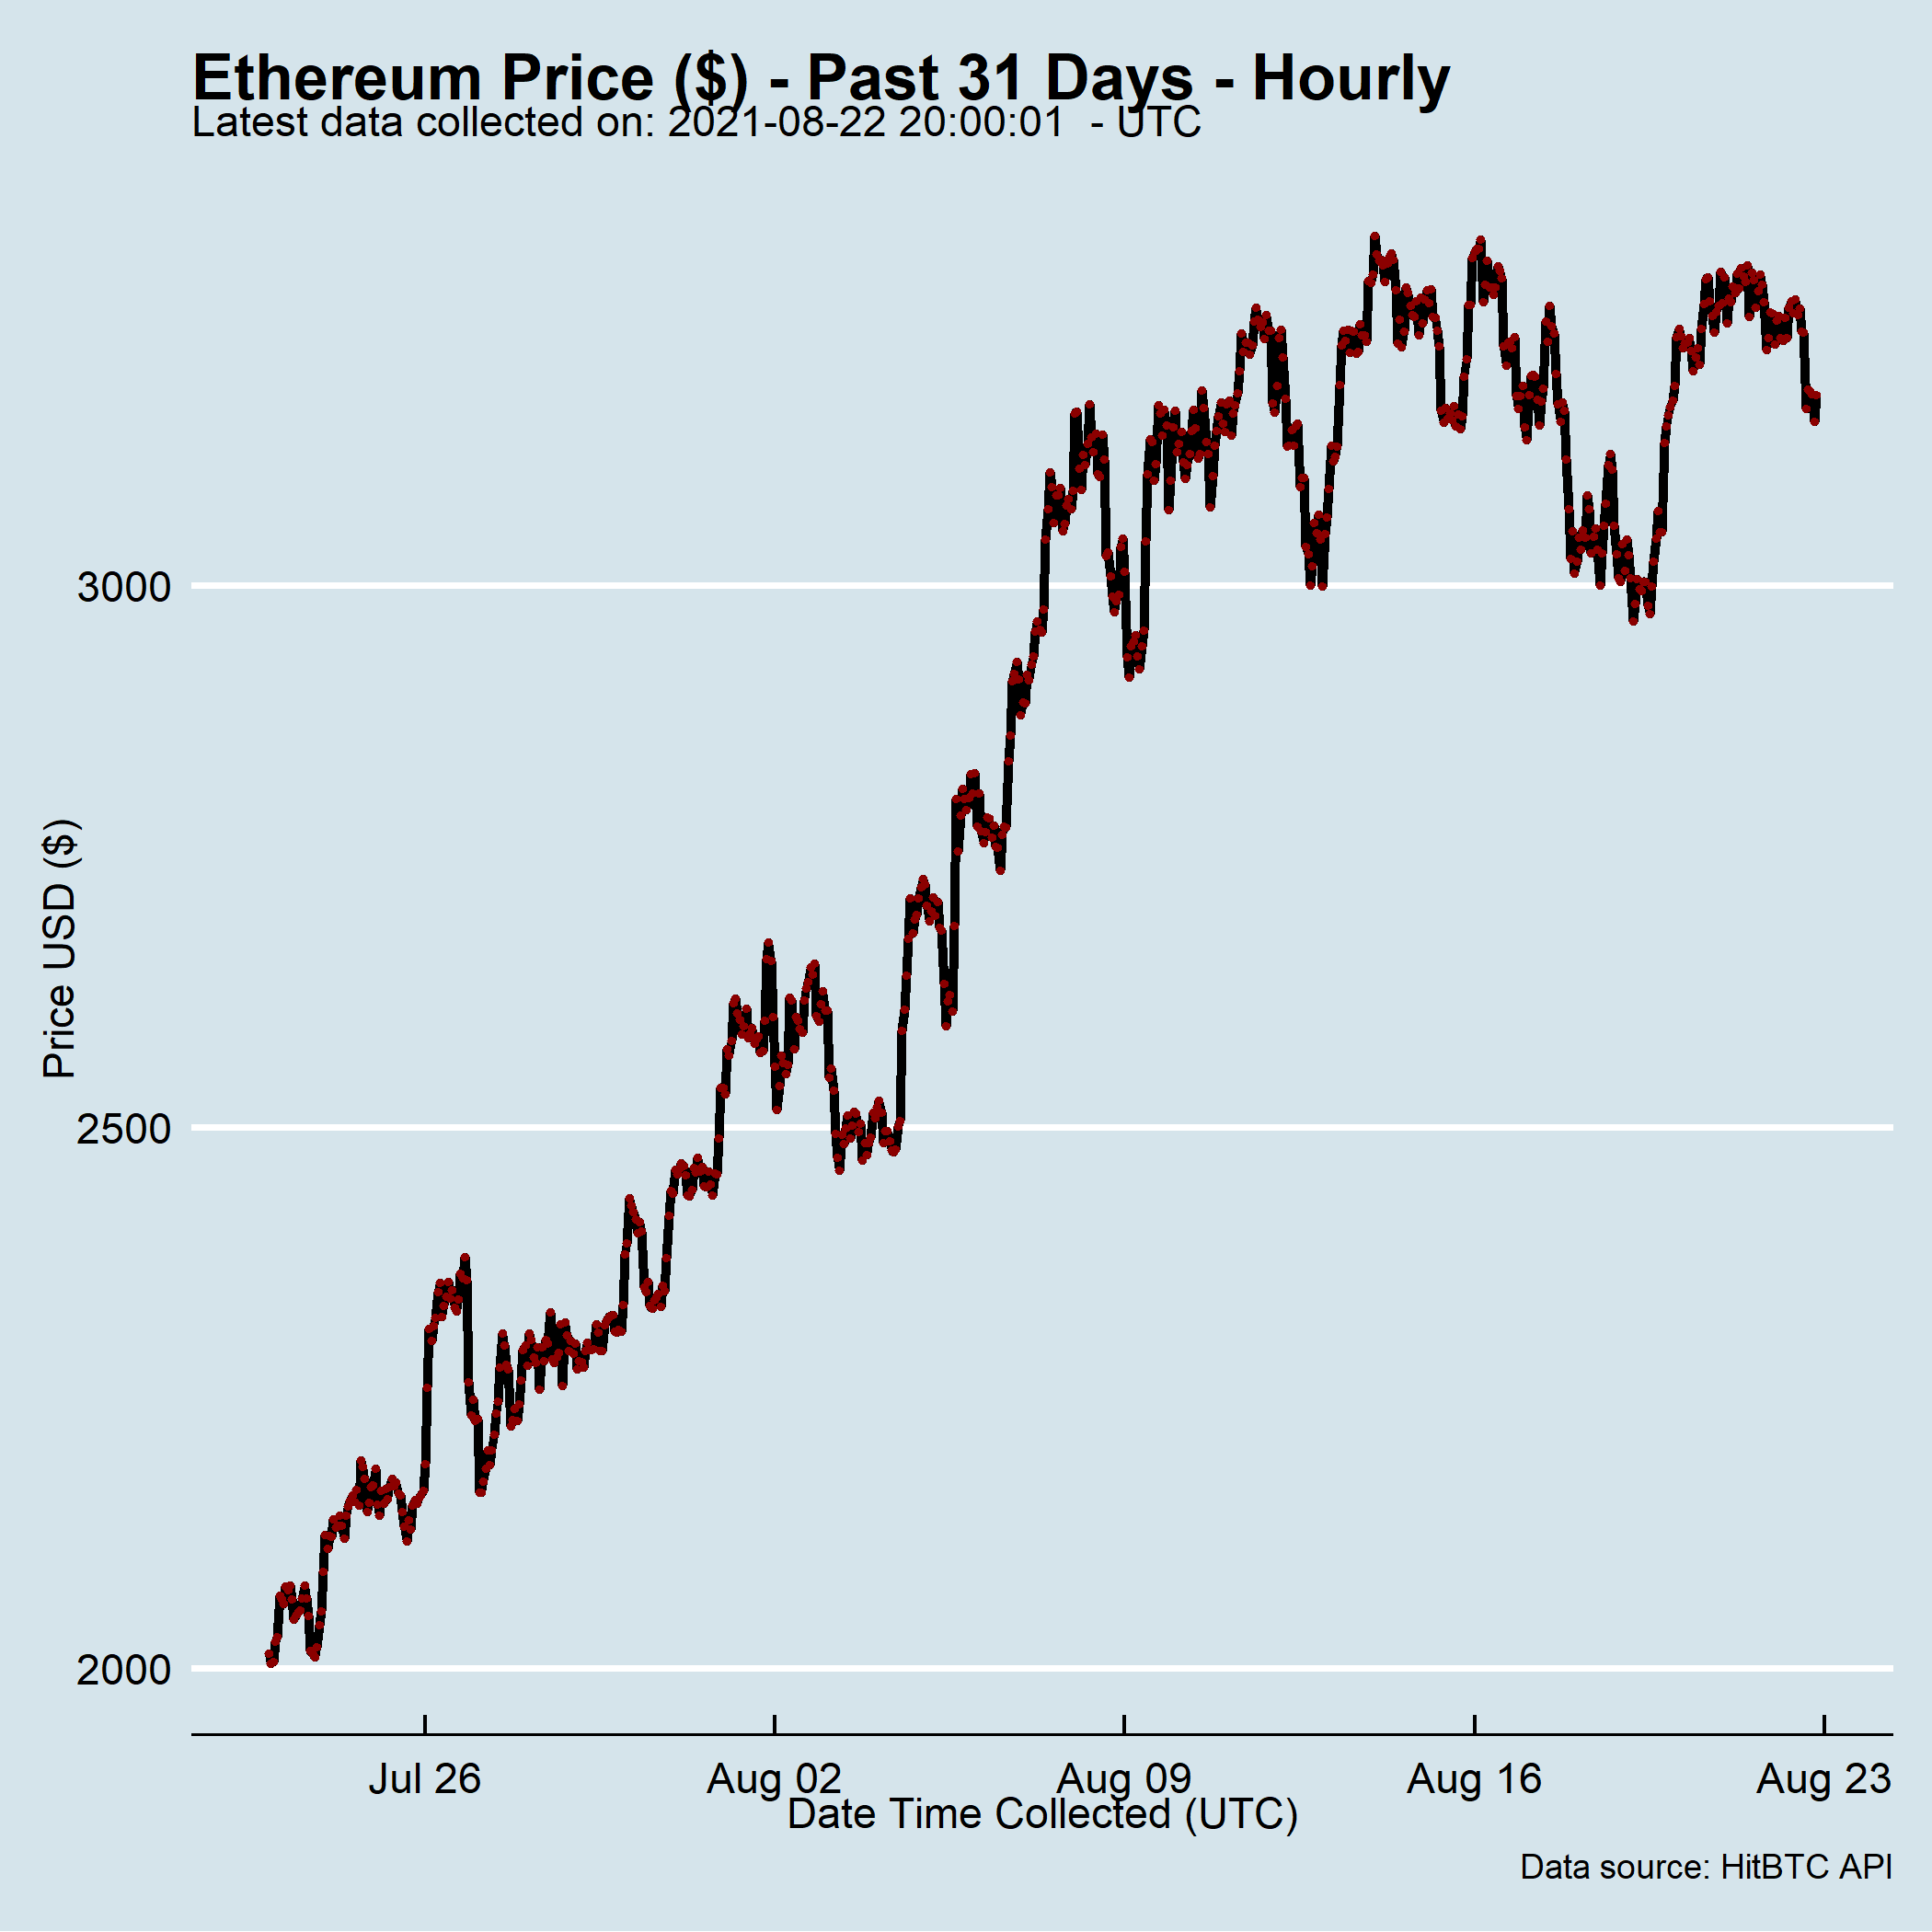 Ethereum Price ($) - Past 31 Days - Hourly
Latest data collected on: 2021-08-22 20:00:01  - UTC
Price USD ($)
3000
2500
2000
Jul 26
Aug 02
Aug 09
Aug 16
Aug 23
Date Time Collected (UTC)
Data source: HitBTC API